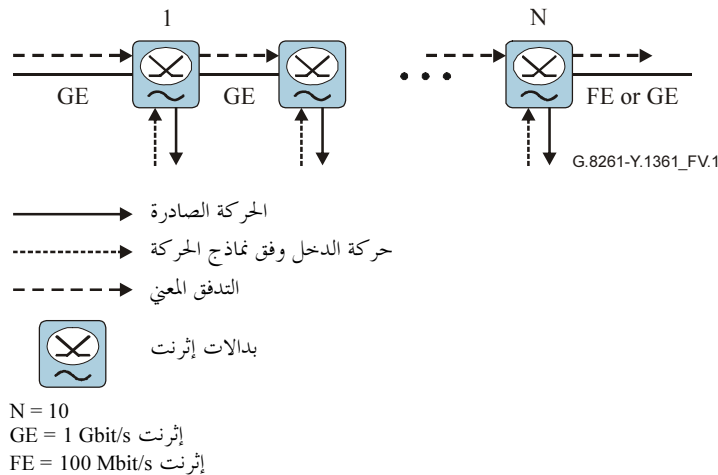 1 N
GE GE FE or GE
G.8261-Y.1361_FV.1
الحركة الصادرة
حركة الدخل وفق نماذج الحركة
التدفق المعني
بدالات إثرنت
N = 10
GE = 1 Gbit/s إثرنت
FE = 100 Mbit/s إثرنت